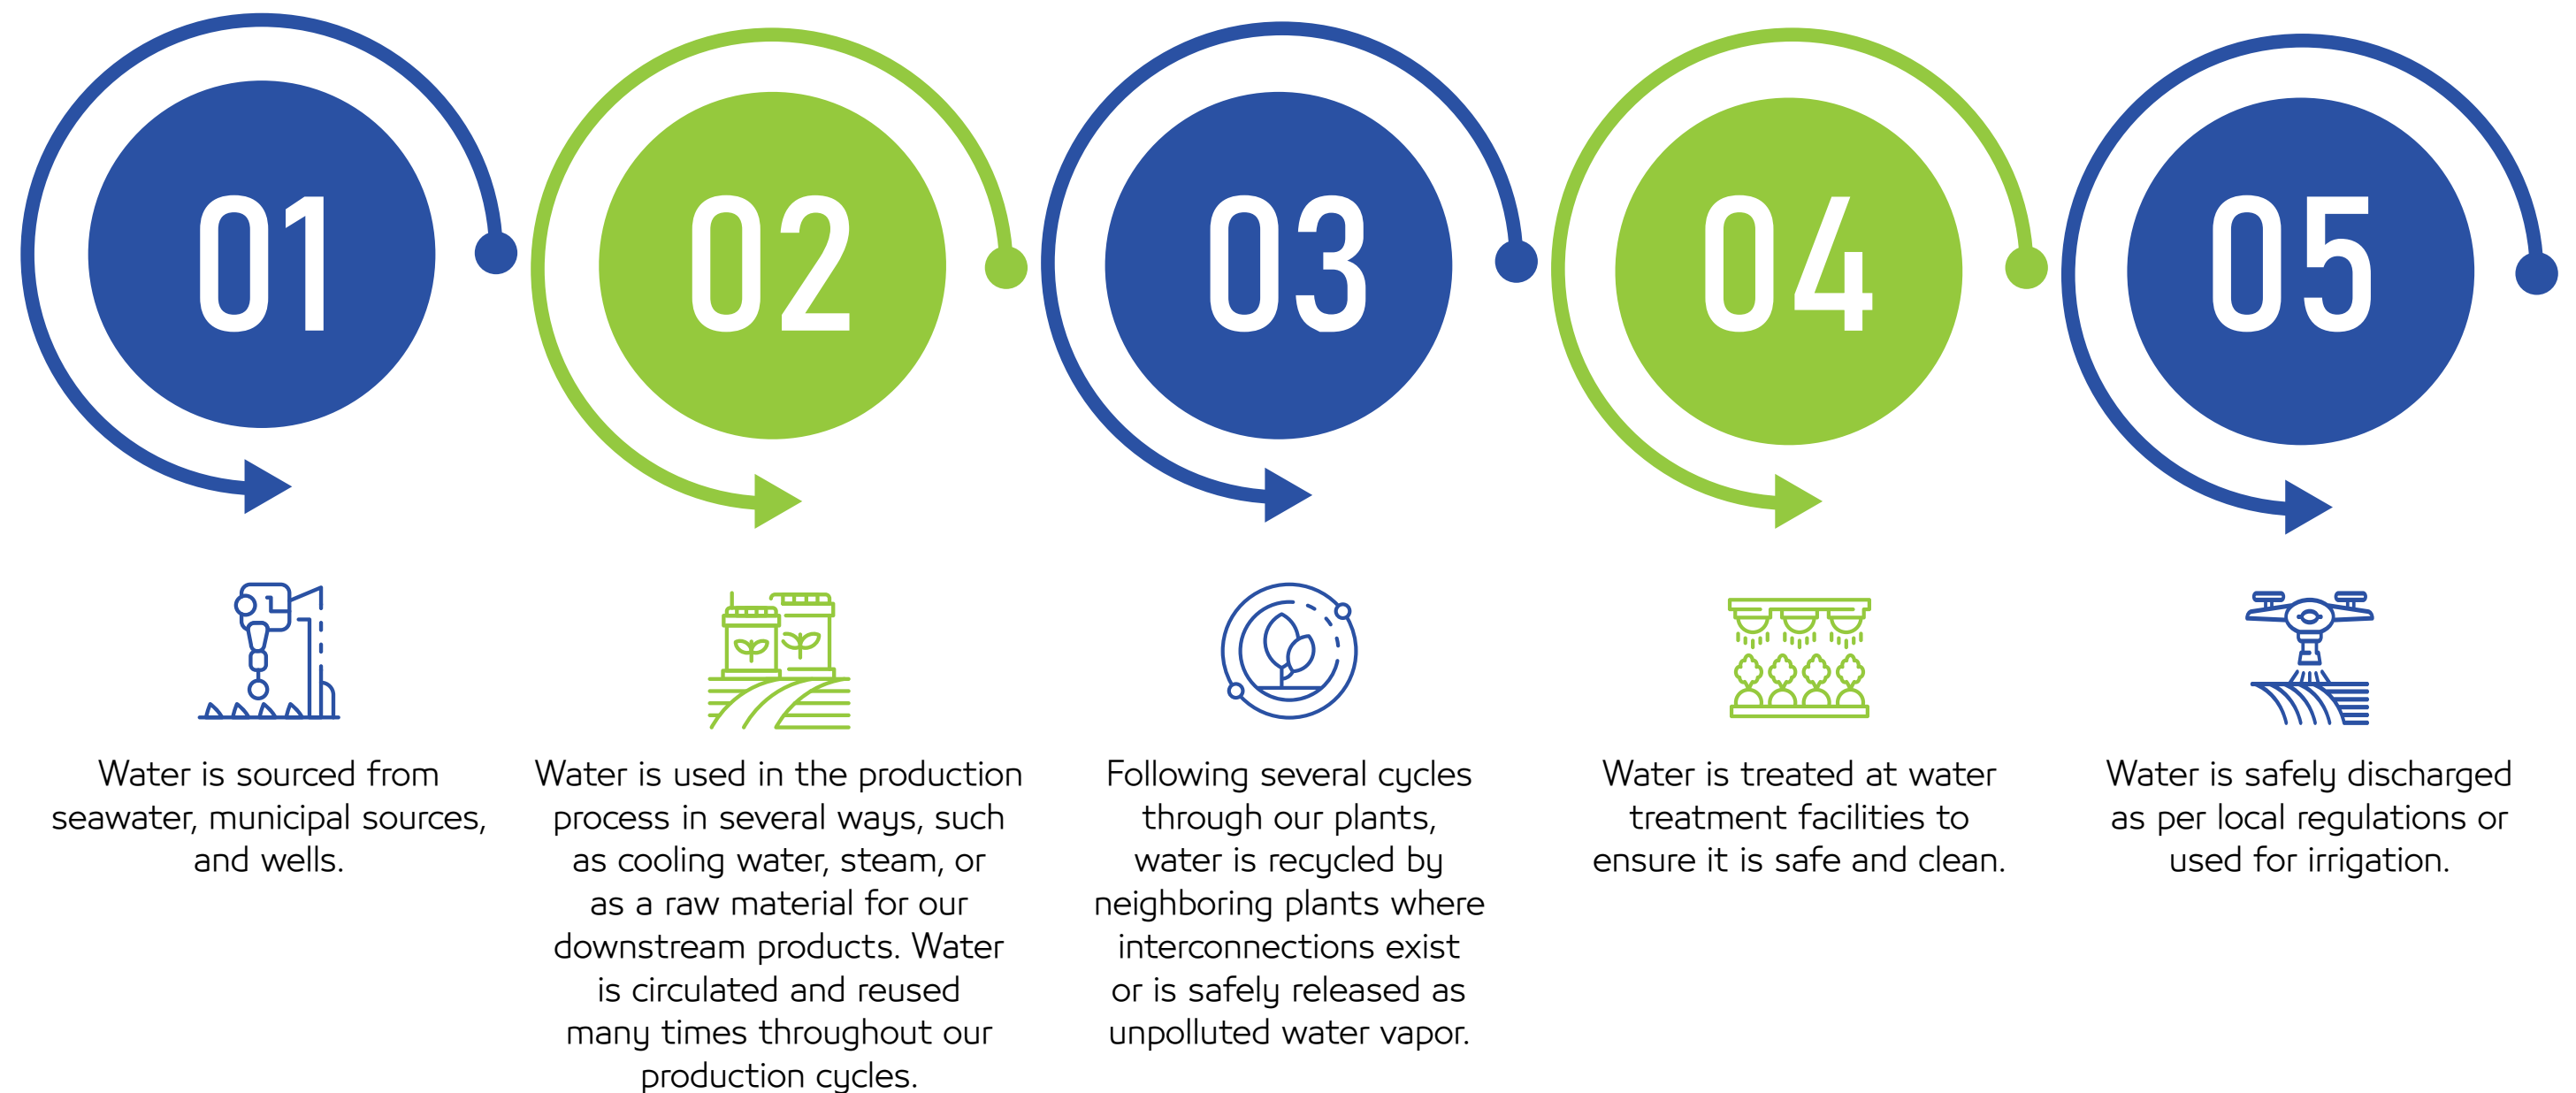 01
Water is sourced from
seawater, municipal sources,
and wells.
02
Water is used in the production
process in several ways, such
as cooling water, steam, or
as a raw material for our
downstream products. Water
is circulated and reused
many times throughout our
production cycles.
03
Following several cycles
through our plants,
water is recycled by
neighboring plants where
interconnections exist
or is safely released as
unpolluted water vapor.
04
Water is treated at water
treatment facilities to
ensure it is safe and clean.
05
Water is safely discharged
as per local regulations or
used for irrigation.